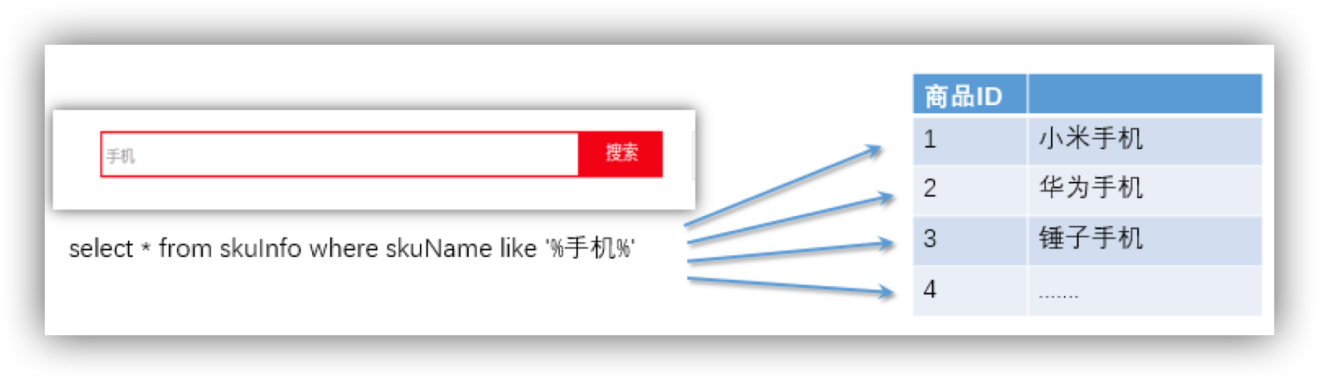 手机
搜索
select * from skuInfo where skuName like '%手机%'
商品ID
1 小米手机
2 华为手机
3 锤子手机
4 .......